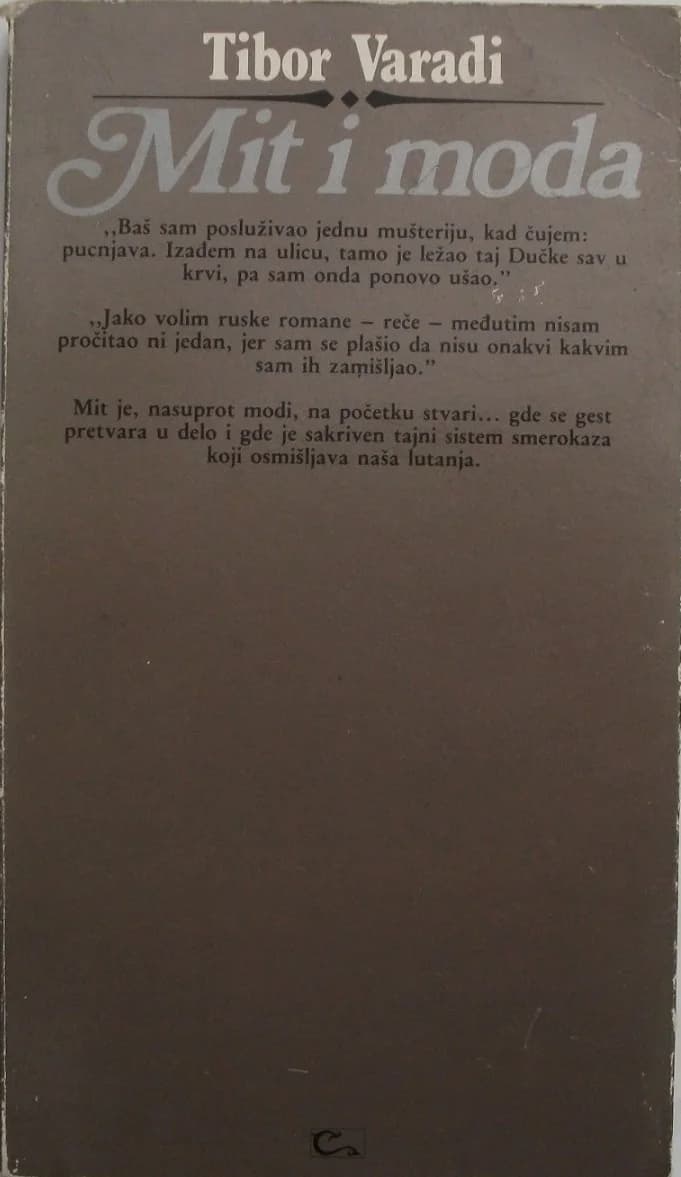 Tibor Varadi
Mit i moda
,,Baš sam posluživao jednu mušteriju, kad čujem:
pucnjava. Izađem na ulicu, tamo je ležao taj Dučke sav u
krvi, pa sam onda ponovo ušao.”
,,Jako volim ruske romane – reče – međutim nisam
pročitao ni jedan, jer sam se plašio da nisu onakvi kakvim
sam ih zamišljao.”
Mit je, nasuprot modi, na početku stvari... gde se gest
pretvara u delo i gde je sakriven tajni sistem smerokaza
koji osmišljava naša lutanja.